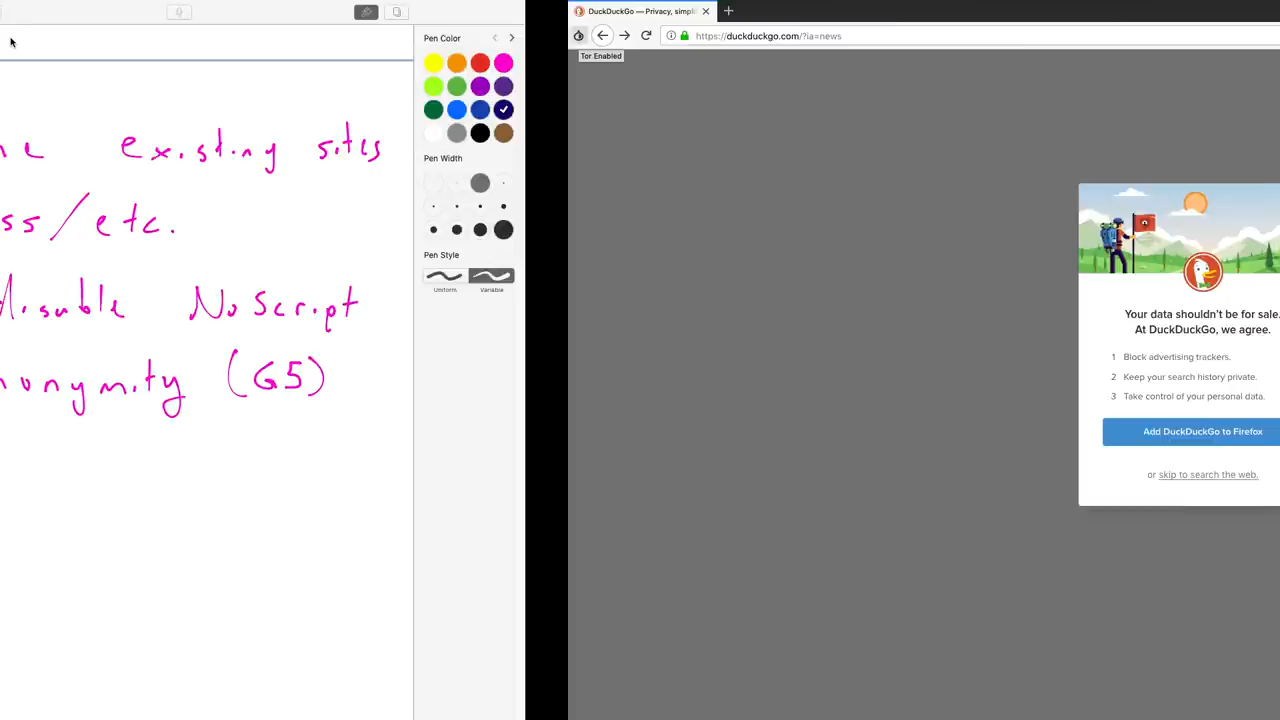 existing sites
ss/etc.
disable NoScript
nonymity (G5)
Pen Color
Pen Width
Pen Style
Uniform
Variable
DuckDuckGo — Privacy, simpli
https://duckduckgo.com/?ia=news
Tor Enabled
Your data shouldn't be for sale.
At DuckDuckGo, we agree.
1 Block advertising trackers.
2 Keep your search history private.
3 Take control of your personal data.
Add DuckDuckGo to Firefox
or skip to search the web.